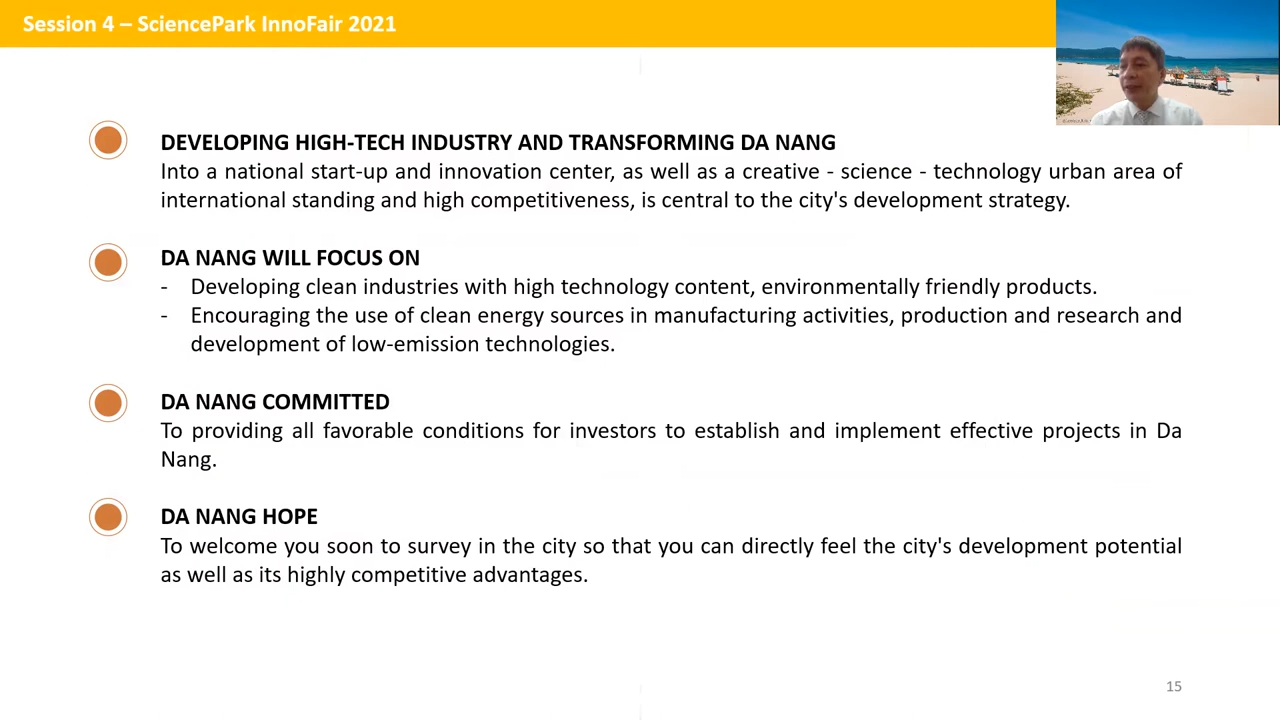 Session 4 – SciencePark InnoFair 2021
DEVELOPING HIGH-TECH INDUSTRY AND TRANSFORMING DA NANG
Into a national start-up and innovation center, as well as a creative - science - technology urban area of
international standing and high competitiveness, is central to the city's development strategy.
DA NANG WILL FOCUS ON
- Developing clean industries with high technology content, environmentally friendly products.
- Encouraging the use of clean energy sources in manufacturing activities, production and research and
development of low-emission technologies.
DA NANG COMMITTED
To providing all favorable conditions for investors to establish and implement effective projects in Da
Nang.
DA NANG HOPE
To welcome you soon to survey in the city so that you can directly feel the city's development potential
as well as its highly competitive advantages.
15